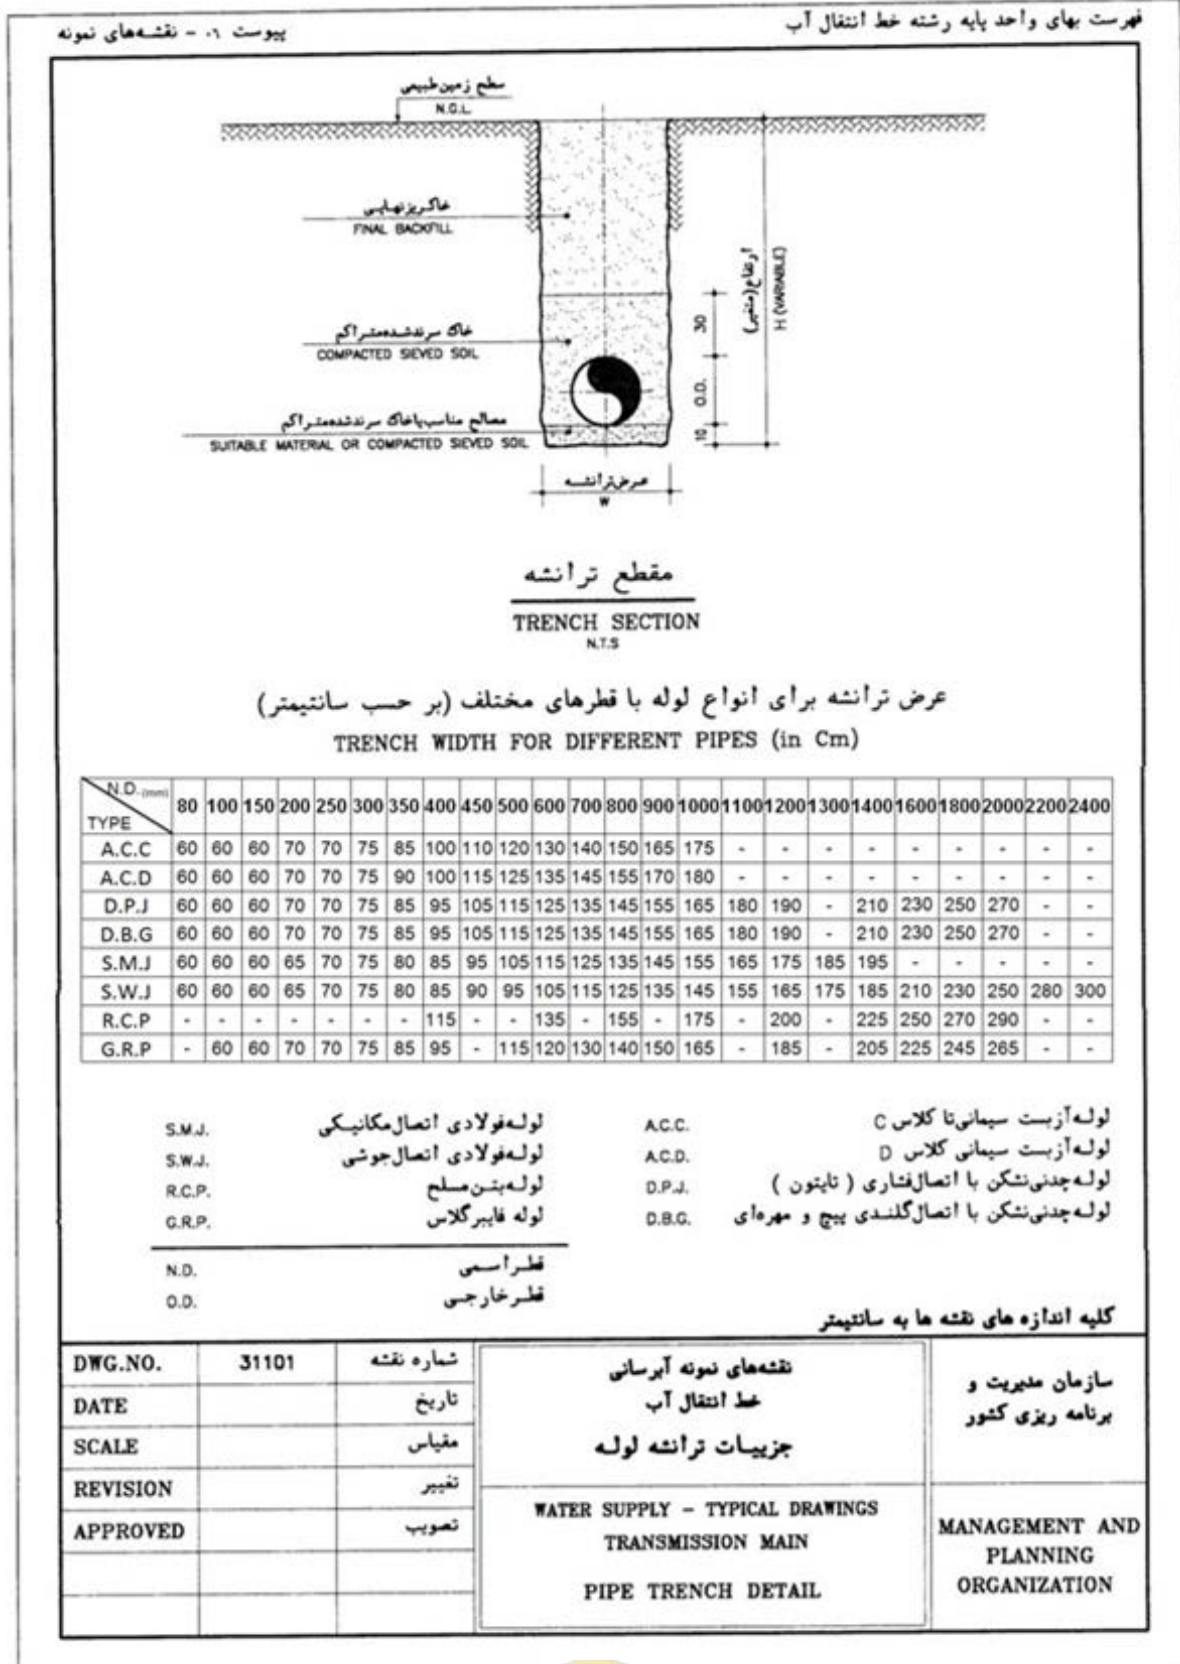 فهرست بهای واحد پایه رشته خط انتقال آب
پیوست ۰۶ - نقشه‌های نمونه
سطح زمین طبیعی
N.G.L.
خاکریز نهایی
FINAL BACKFILL
خاک سرند شده متراکم
COMPACTED SIEVED SOIL
مصالح مناسب یا خاک سرند شده متراکم
SUITABLE MATERIAL OR COMPACTED SIEVED SOIL
30
O.D.
10
ارتفاع (متغیر)
H (VARIABLE)
عرض ترانشه
W
مقطع ترانشه
TRENCH SECTION
N.T.S
عرض ترانشه برای انواع لوله با قطرهای مختلف (بر حسب سانتیمتر)
TRENCH WIDTH FOR DIFFERENT PIPES (in Cm)
N.D. (mm) TYPE 80 100 150 200 250 300 350 400 450 500 600 700 800 900 1000 1100 1200 1300 1400 1600 1800 2000 2200 2400
A.C.C 60 60 60 70 70 75 85 100 110 120 130 140 150 165 175 - - - - - - - - -
A.C.D 60 60 60 70 70 75 90 100 115 125 135 145 155 170 180 - - - - - - - - -
D.P.J 60 60 60 70 70 75 85 95 105 115 125 135 145 155 165 180 190 - 210 230 250 270 - -
D.B.G 60 60 60 70 70 75 85 95 105 115 125 135 145 155 165 180 190 - 210 230 250 270 - -
S.M.J 60 60 60 65 70 75 80 85 95 105 115 125 135 145 155 165 175 185 195 - - - - -
S.W.J 60 60 60 65 70 75 80 85 90 95 105 115 125 135 145 155 165 175 185 210 230 250 280 300
R.C.P - - - - - - - 115 - - 135 - 155 - 175 - 200 - 225 250 270 290 - -
G.R.P - 60 60 70 70 75 85 95 - 115 120 130 140 150 165 - 185 - 205 225 245 265 - -
لوله آزبست سیمانی تا کلاس C A.C.C.
لوله آزبست سیمانی کلاس D A.C.D.
لوله چدنی نشکن با اتصال فشاری ( تایتون ) D.P.J.
لوله چدنی نشکن با اتصال گلندی پیچ و مهره‌ای D.B.G.
لوله فولادی اتصال مکانیکی S.M.J.
لوله فولادی اتصال جوشی S.W.J.
لوله بتن مسلح R.C.P.
لوله فایبرگلاس G.R.P.
قطر اسمی N.D.
قطر خارجی O.D.
کلیه اندازه های نقشه ها به سانتیمتر
سازمان مدیریت و
برنامه ریزی کشور
MANAGEMENT AND
PLANNING
ORGANIZATION
نقشه‌های نمونه آبرسانی
خط انتقال آب
جزییات ترانشه لوله
WATER SUPPLY - TYPICAL DRAWINGS
TRANSMISSION MAIN
PIPE TRENCH DETAIL
DWG.NO. 31101 شماره نقشه
DATE تاریخ
SCALE مقیاس
REVISION تغییر
APPROVED تصویب